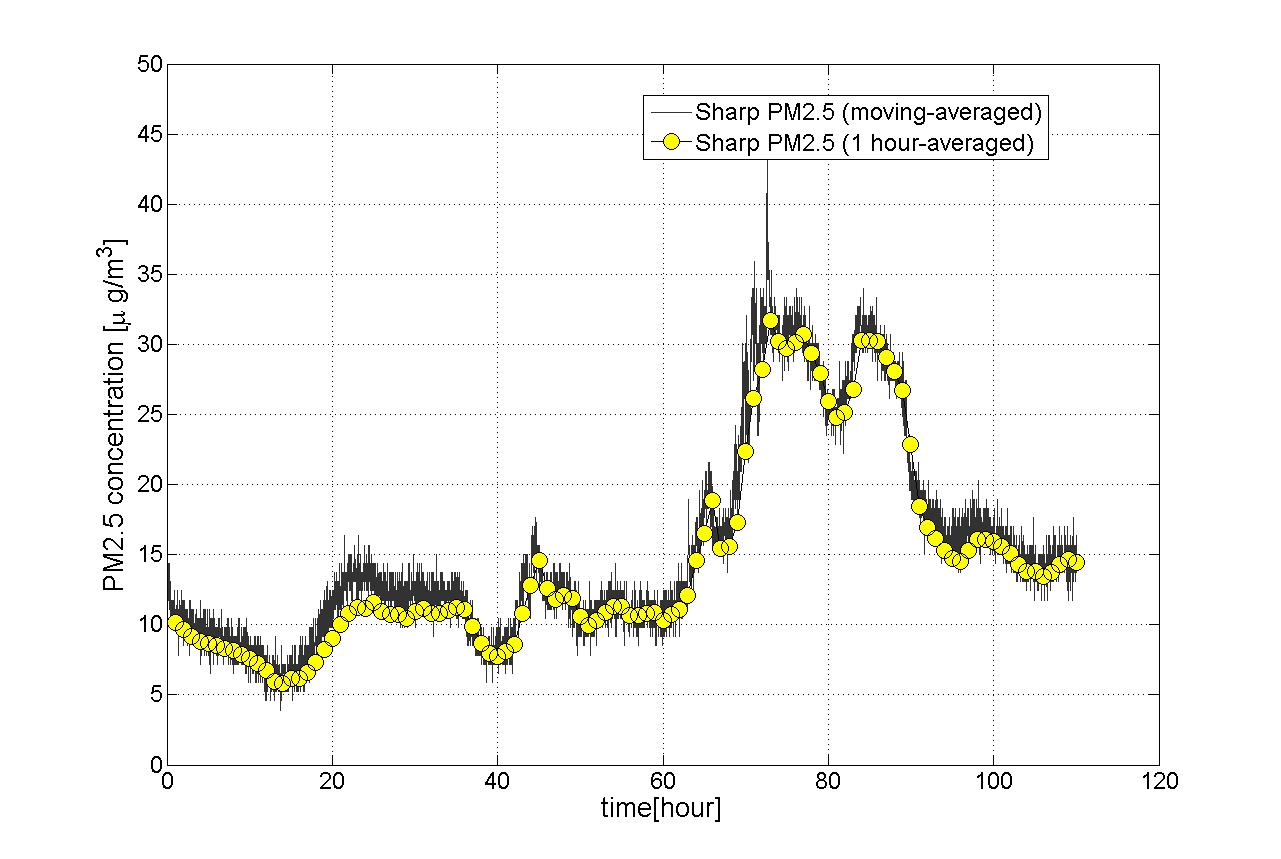 50
45
40
35
30
25
20
15
10
5
0
PM2.5 concentration [μ g/m³]
Sharp PM2.5 (moving-averaged)
Sharp PM2.5 (1 hour-averaged)
0 20 40 60 80 100 120
time[hour]